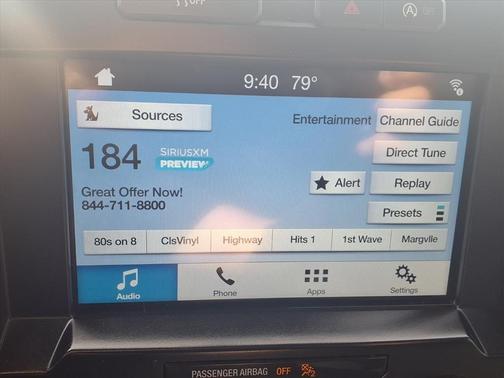 OFF
A OFF
9:40 79°
Sources
Entertainment Channel Guide
184 SIRIUSXM
PREVIEW
Direct Tune
Alert Replay
Great Offer Now!
844-711-8800
Presets
80s on 8 ClsVinyl Highway Hits 1 1st Wave Margvlle
Audio Phone Apps Settings
PASSENGER AIRBAG OFF